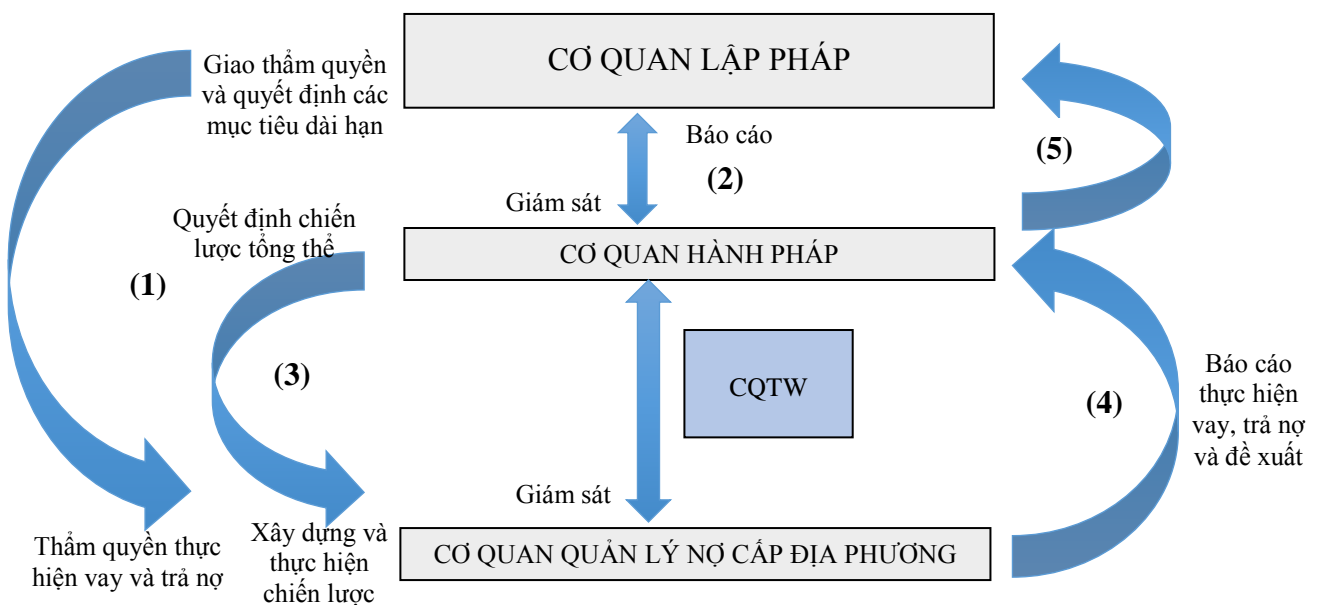 CƠ QUAN LẬP PHÁP
Giao thẩm quyền
và quyết định các
mục tiêu dài hạn
Báo cáo
(2)
(5)
Giám sát
Quyết định chiến
lược tổng thể
CƠ QUAN HÀNH PHÁP
(1)
(3)
CQTW
(4)
Báo cáo
thực hiện
vay, trả nợ
và đề xuất
Giám sát
Thẩm quyền thực
hiện vay và trả nợ
Xây dựng và
thực hiện
chiến lược
CƠ QUAN QUẢN LÝ NỢ CẤP ĐỊA PHƯƠNG